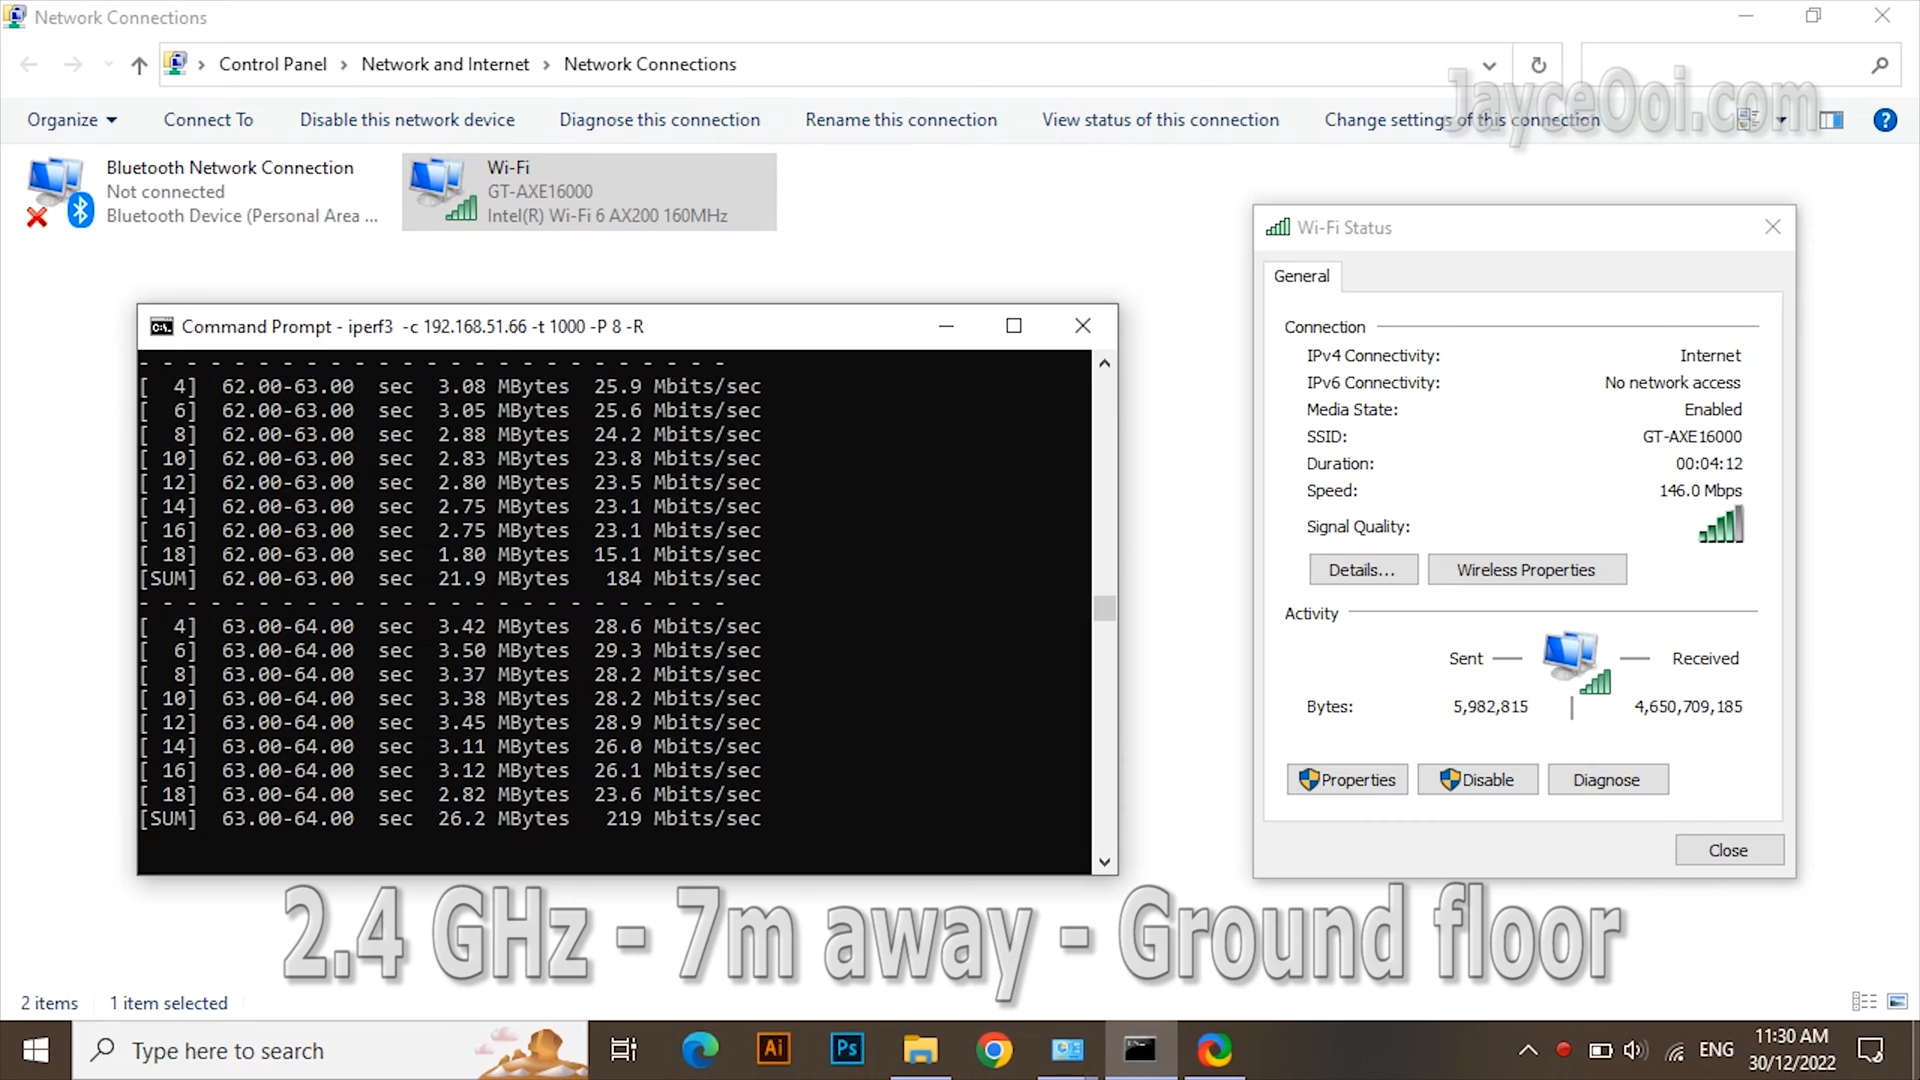 Network Connections
Control Panel > Network and Internet > Network Connections
JayceOoi.com
Organize Connect To Disable this network device Diagnose this connection Rename this connection View status of this connection Change settings of this connection
Bluetooth Network Connection
Not connected
Bluetooth Device (Personal Area ...
Wi-Fi
GT-AXE16000
Intel(R) Wi-Fi 6 AX200 160MHz
Command Prompt - iperf3 -c 192.168.51.66 -t 1000 -P 8 -R
- - - - - - - - - - - - - - - - - - - - - - - - -
[ 4] 62.00-63.00 sec 3.08 MBytes 25.9 Mbits/sec
[ 6] 62.00-63.00 sec 3.05 MBytes 25.6 Mbits/sec
[ 8] 62.00-63.00 sec 2.88 MBytes 24.2 Mbits/sec
[ 10] 62.00-63.00 sec 2.83 MBytes 23.8 Mbits/sec
[ 12] 62.00-63.00 sec 2.80 MBytes 23.5 Mbits/sec
[ 14] 62.00-63.00 sec 2.75 MBytes 23.1 Mbits/sec
[ 16] 62.00-63.00 sec 2.75 MBytes 23.1 Mbits/sec
[ 18] 62.00-63.00 sec 1.80 MBytes 15.1 Mbits/sec
[SUM] 62.00-63.00 sec 21.9 MBytes 184 Mbits/sec
- - - - - - - - - - - - - - - - - - - - - - - - -
[ 4] 63.00-64.00 sec 3.42 MBytes 28.6 Mbits/sec
[ 6] 63.00-64.00 sec 3.50 MBytes 29.3 Mbits/sec
[ 8] 63.00-64.00 sec 3.37 MBytes 28.2 Mbits/sec
[ 10] 63.00-64.00 sec 3.38 MBytes 28.2 Mbits/sec
[ 12] 63.00-64.00 sec 3.45 MBytes 28.9 Mbits/sec
[ 14] 63.00-64.00 sec 3.11 MBytes 26.0 Mbits/sec
[ 16] 63.00-64.00 sec 3.12 MBytes 26.1 Mbits/sec
[ 18] 63.00-64.00 sec 2.82 MBytes 23.6 Mbits/sec
[SUM] 63.00-64.00 sec 26.2 MBytes 219 Mbits/sec
Wi-Fi Status
General
Connection
IPv4 Connectivity: Internet
IPv6 Connectivity: No network access
Media State: Enabled
SSID: GT-AXE16000
Duration: 00:04:12
Speed: 146.0 Mbps
Signal Quality:
Details... Wireless Properties
Activity
Sent Received
Bytes: 5,982,815 4,650,709,185
Properties Disable Diagnose
Close
2.4 GHz - 7m away - Ground floor
2 items 1 item selected
Type here to search
Ai
Ps
ENG
11:30 AM
30/12/2022